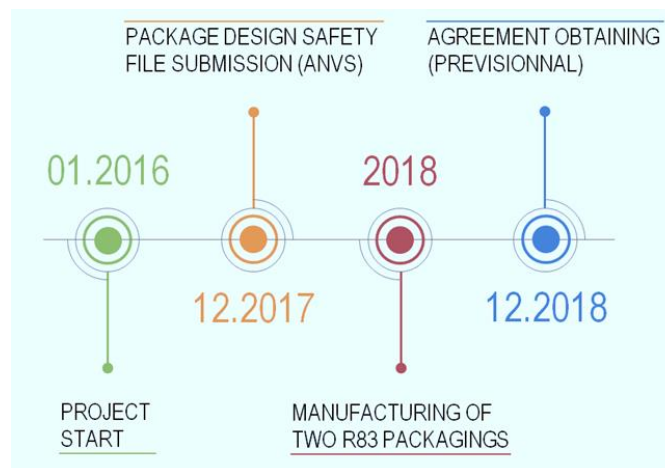 PACKAGE DESIGN SAFETY
FILE SUBMISSION (ANVS)
AGREEMENT OBTAINING
(PREVISIONNAL)
01.2016
2018
12.2017
12.2018
PROJECT
START
MANUFACTURING OF
TWO R83 PACKAGINGS